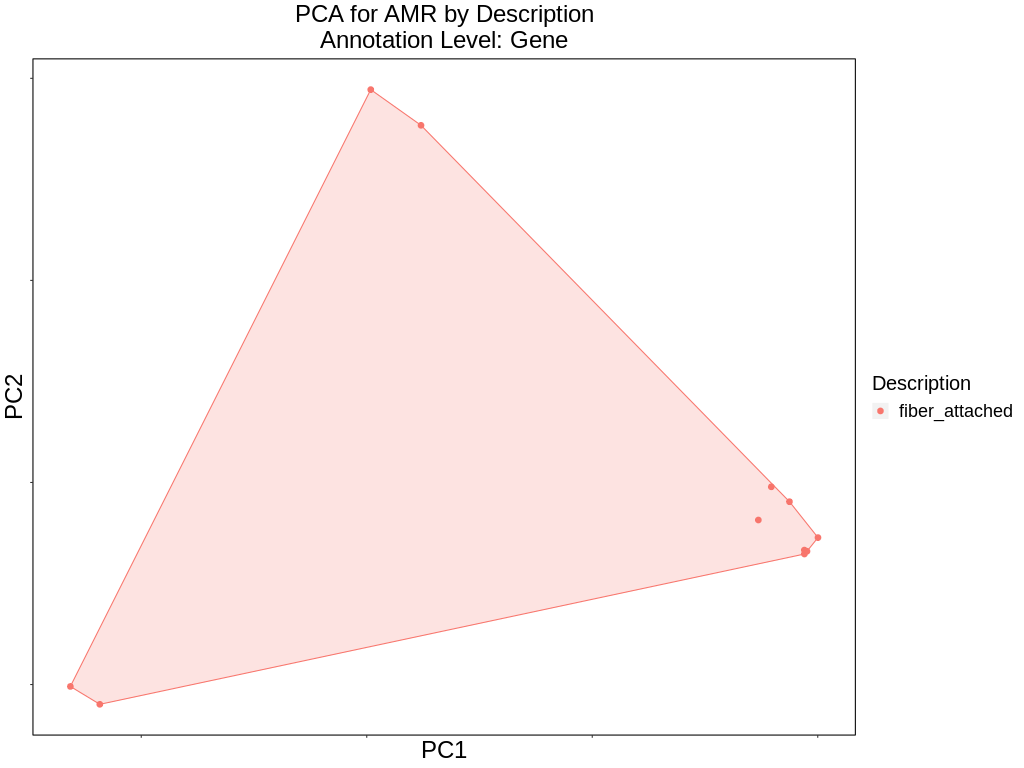 PCA for AMR by Description
Annotation Level: Gene
PC2
PC1
Description
fiber_attached